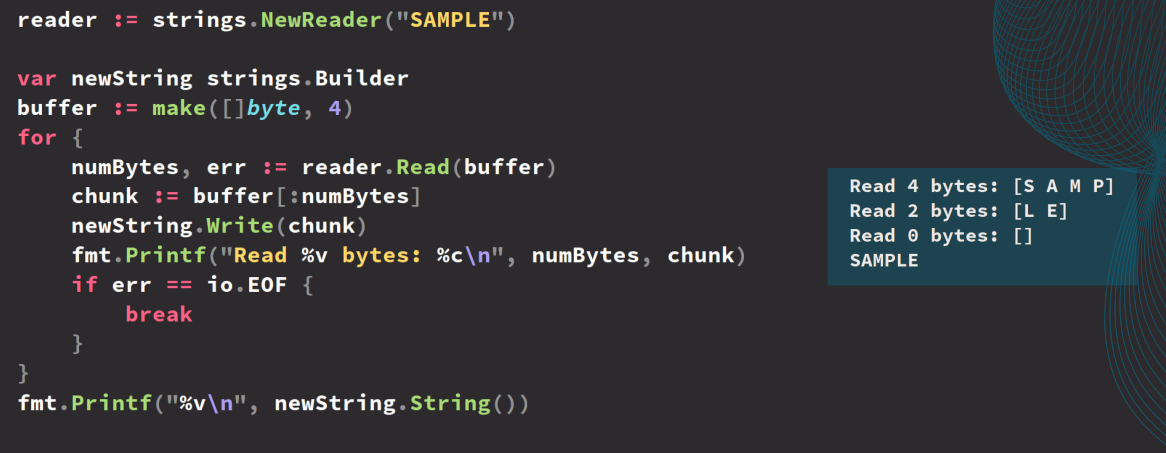 reader := strings.NewReader("SAMPLE")
var newString strings.Builder
buffer := make([]byte, 4)
for {
    numBytes, err := reader.Read(buffer)
    chunk := buffer[:numBytes]
    newString.Write(chunk)
    fmt.Printf("Read %v bytes: %c\n", numBytes, chunk)
    if err == io.EOF {
        break
    }
}
fmt.Printf("%v\n", newString.String())
Read 4 bytes: [S A M P]
Read 2 bytes: [L E]
Read 0 bytes: []
SAMPLE